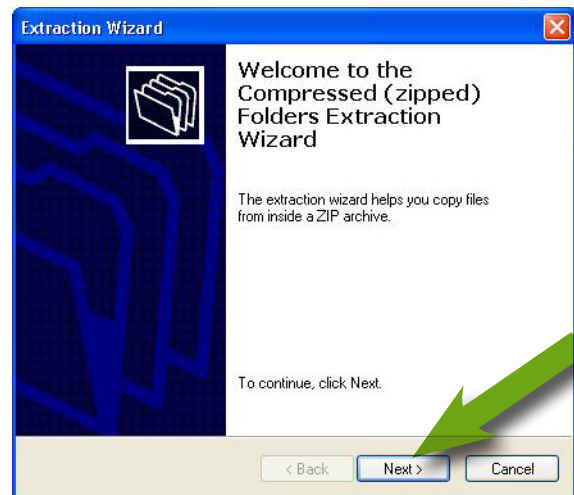 Extraction Wizard
Welcome to the
Compressed (zipped)
Folders Extraction
Wizard
The extraction wizard helps you copy files
from inside a ZIP archive.
To continue, click Next.
< Back Next > Cancel